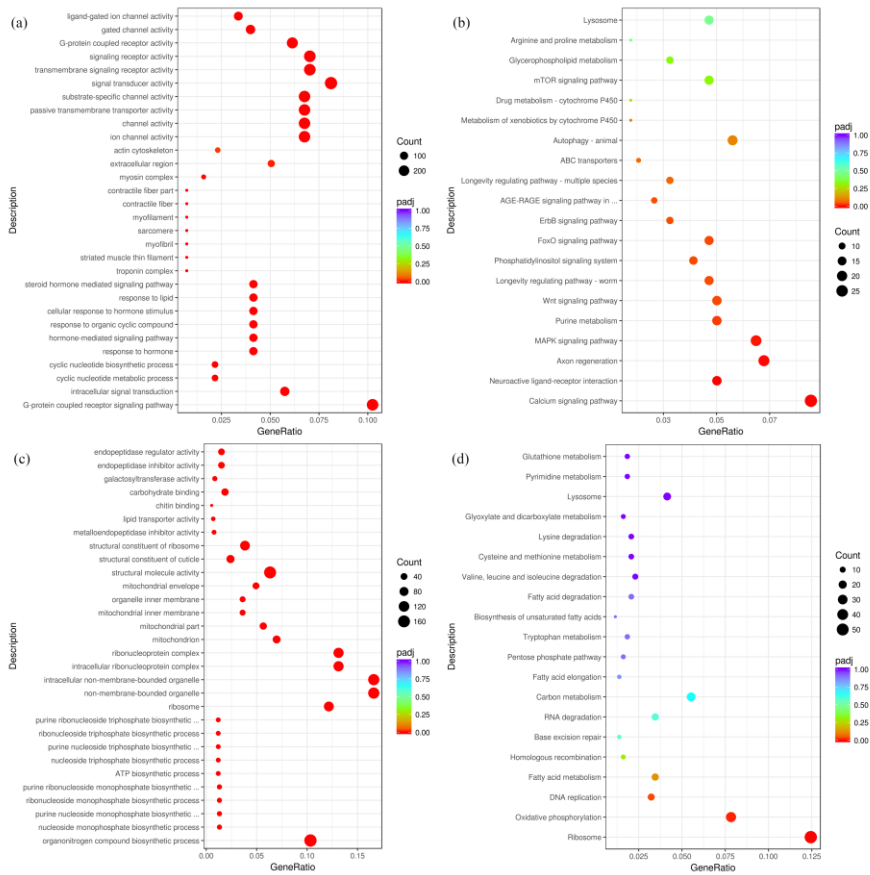 (a)
ligand-gated ion channel activity
gated channel activity
G-protein coupled receptor activity
signaling receptor activity
transmembrane signaling receptor activity
signal transducer activity
substrate-specific channel activity
passive transmembrane transporter activity
channel activity
ion channel activity
actin cytoskeleton
extracellular region
myosin complex
contractile fiber part
contractile fiber
myofilament
sarcomere
myofibril
striated muscle thin filament
troponin complex
steroid hormone mediated signaling pathway
response to lipid
cellular response to hormone stimulus
response to organic cyclic compound
hormone-mediated signaling pathway
response to hormone
cyclic nucleotide biosynthetic process
cyclic nucleotide metabolic process
intracellular signal transduction
G-protein coupled receptor signaling pathway
Description
0.025 0.050 0.075 0.100
GeneRatio
Count
100
200
padj
1.00
0.75
0.50
0.25
0.00
(b)
Lysosome
Arginine and proline metabolism
Glycerophospholipid metabolism
mTOR signaling pathway
Drug metabolism - cytochrome P450
Metabolism of xenobiotics by cytochrome P450
Autophagy - animal
ABC transporters
Longevity regulating pathway - multiple species
AGE-RAGE signaling pathway in ...
ErbB signaling pathway
FoxO signaling pathway
Phosphatidylinositol signaling system
Longevity regulating pathway - worm
Wnt signaling pathway
Purine metabolism
MAPK signaling pathway
Axon regeneration
Neuroactive ligand-receptor interaction
Calcium signaling pathway
Description
0.03 0.05 0.07
GeneRatio
padj
1.00
0.75
0.50
0.25
0.00
Count
10
15
20
25
(c)
endopeptidase regulator activity
endopeptidase inhibitor activity
galactosyltransferase activity
carbohydrate binding
chitin binding
lipid transporter activity
metalloendopeptidase inhibitor activity
structural constituent of ribosome
structural constituent of cuticle
structural molecule activity
mitochondrial envelope
organelle inner membrane
mitochondrial inner membrane
mitochondrial part
mitochondrion
ribonucleoprotein complex
intracellular ribonucleoprotein complex
intracellular non-membrane-bounded organelle
non-membrane-bounded organelle
ribosome
purine ribonucleoside triphosphate biosynthetic ...
ribonucleoside triphosphate biosynthetic process
purine nucleoside triphosphate biosynthetic ...
nucleoside triphosphate biosynthetic process
ATP biosynthetic process
purine ribonucleoside monophosphate biosynthetic ...
ribonucleoside monophosphate biosynthetic process
purine nucleoside monophosphate biosynthetic ...
nucleoside monophosphate biosynthetic process
organonitrogen compound biosynthetic process
Description
0.00 0.05 0.10 0.15
GeneRatio
Count
40
80
120
160
padj
1.00
0.75
0.50
0.25
0.00
(d)
Glutathione metabolism
Pyrimidine metabolism
Lysosome
Glyoxylate and dicarboxylate metabolism
Lysine degradation
Cysteine and methionine metabolism
Valine, leucine and isoleucine degradation
Fatty acid degradation
Biosynthesis of unsaturated fatty acids
Tryptophan metabolism
Pentose phosphate pathway
Fatty acid elongation
Carbon metabolism
RNA degradation
Base excision repair
Homologous recombination
Fatty acid metabolism
DNA replication
Oxidative phosphorylation
Ribosome
Description
0.025 0.050 0.075 0.100 0.125
GeneRatio
Count
10
20
30
40
50
padj
1.00
0.75
0.50
0.25
0.00